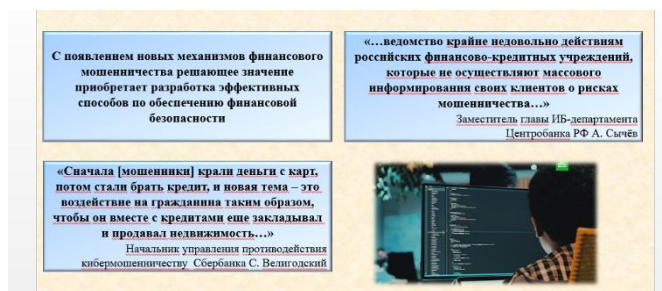 С появлением новых механизмов финансового
мошенничества решающее значение
приобретает разработка эффективных
способов по обеспечению финансовой
безопасности
«…ведомство крайне недовольно действиям
российских финансово-кредитных учреждений,
которые не осуществляют массового
информирования своих клиентов о рисках
мошенничества…»
Заместитель главы ИБ-департамента
Центробанка РФ А. Сычёв
«Сначала [мошенники] крали деньги с карт,
потом стали брать кредит, и новая тема – это
воздействие на гражданина таким образом,
чтобы он вместе с кредитами еще закладывал
и продавал недвижимость…»
Начальник управления противодействия
кибермошенничеству Сбербанка С. Велигодский